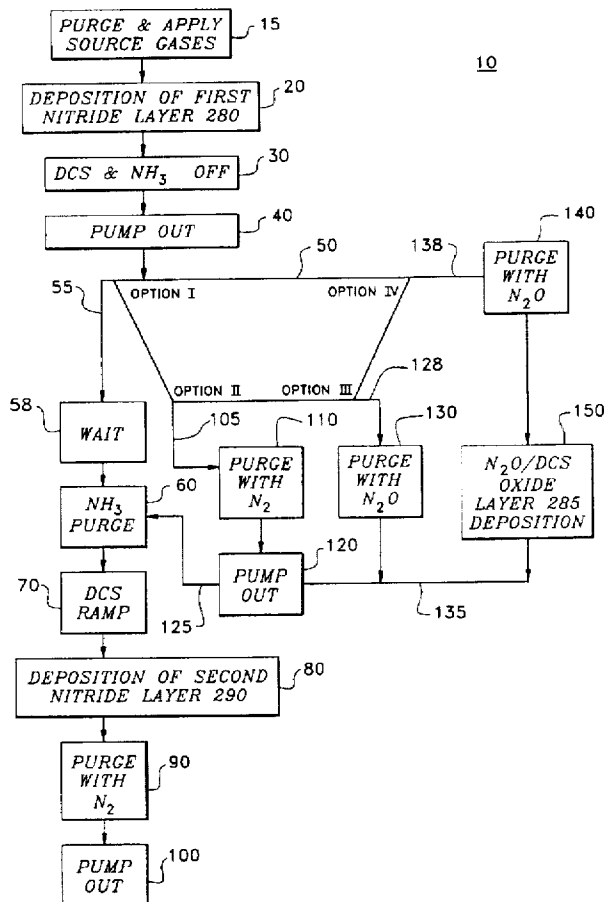 PURGE & APPLY
SOURCE GASES
15
10
DEPOSITION OF FIRST
NITRIDE LAYER 280
20
DCS & NH3 OFF
30
PUMP OUT
40
50
138
140
PURGE
WITH
N2O
55
OPTION I
OPTION IV
OPTION II
OPTION III
128
58
WAIT
105
110
PURGE
WITH
N2
130
PURGE
WITH
N2O
150
N2O/DCS
OXIDE
LAYER 285
DEPOSITION
60
NH3
PURGE
120
PUMP
OUT
125
135
70
DCS
RAMP
80
DEPOSITION OF SECOND
NITRIDE LAYER 290
PURGE
WITH
N2
90
PUMP
OUT
100